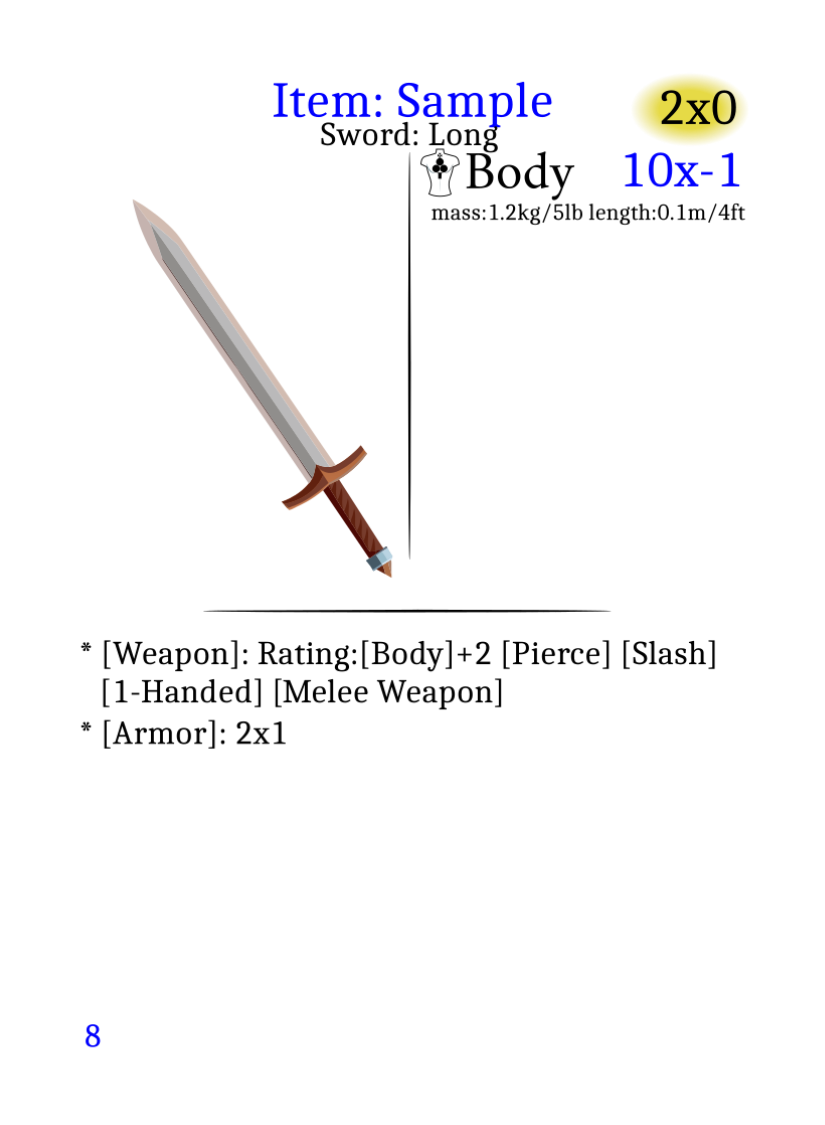 Item: Sample
2x0
Sword: Long
Body 10x-1
mass:1.2kg/5lb length:0.1m/4ft
* [Weapon]: Rating:[Body]+2 [Pierce] [Slash]
[1-Handed] [Melee Weapon]
* [Armor]: 2x1
8